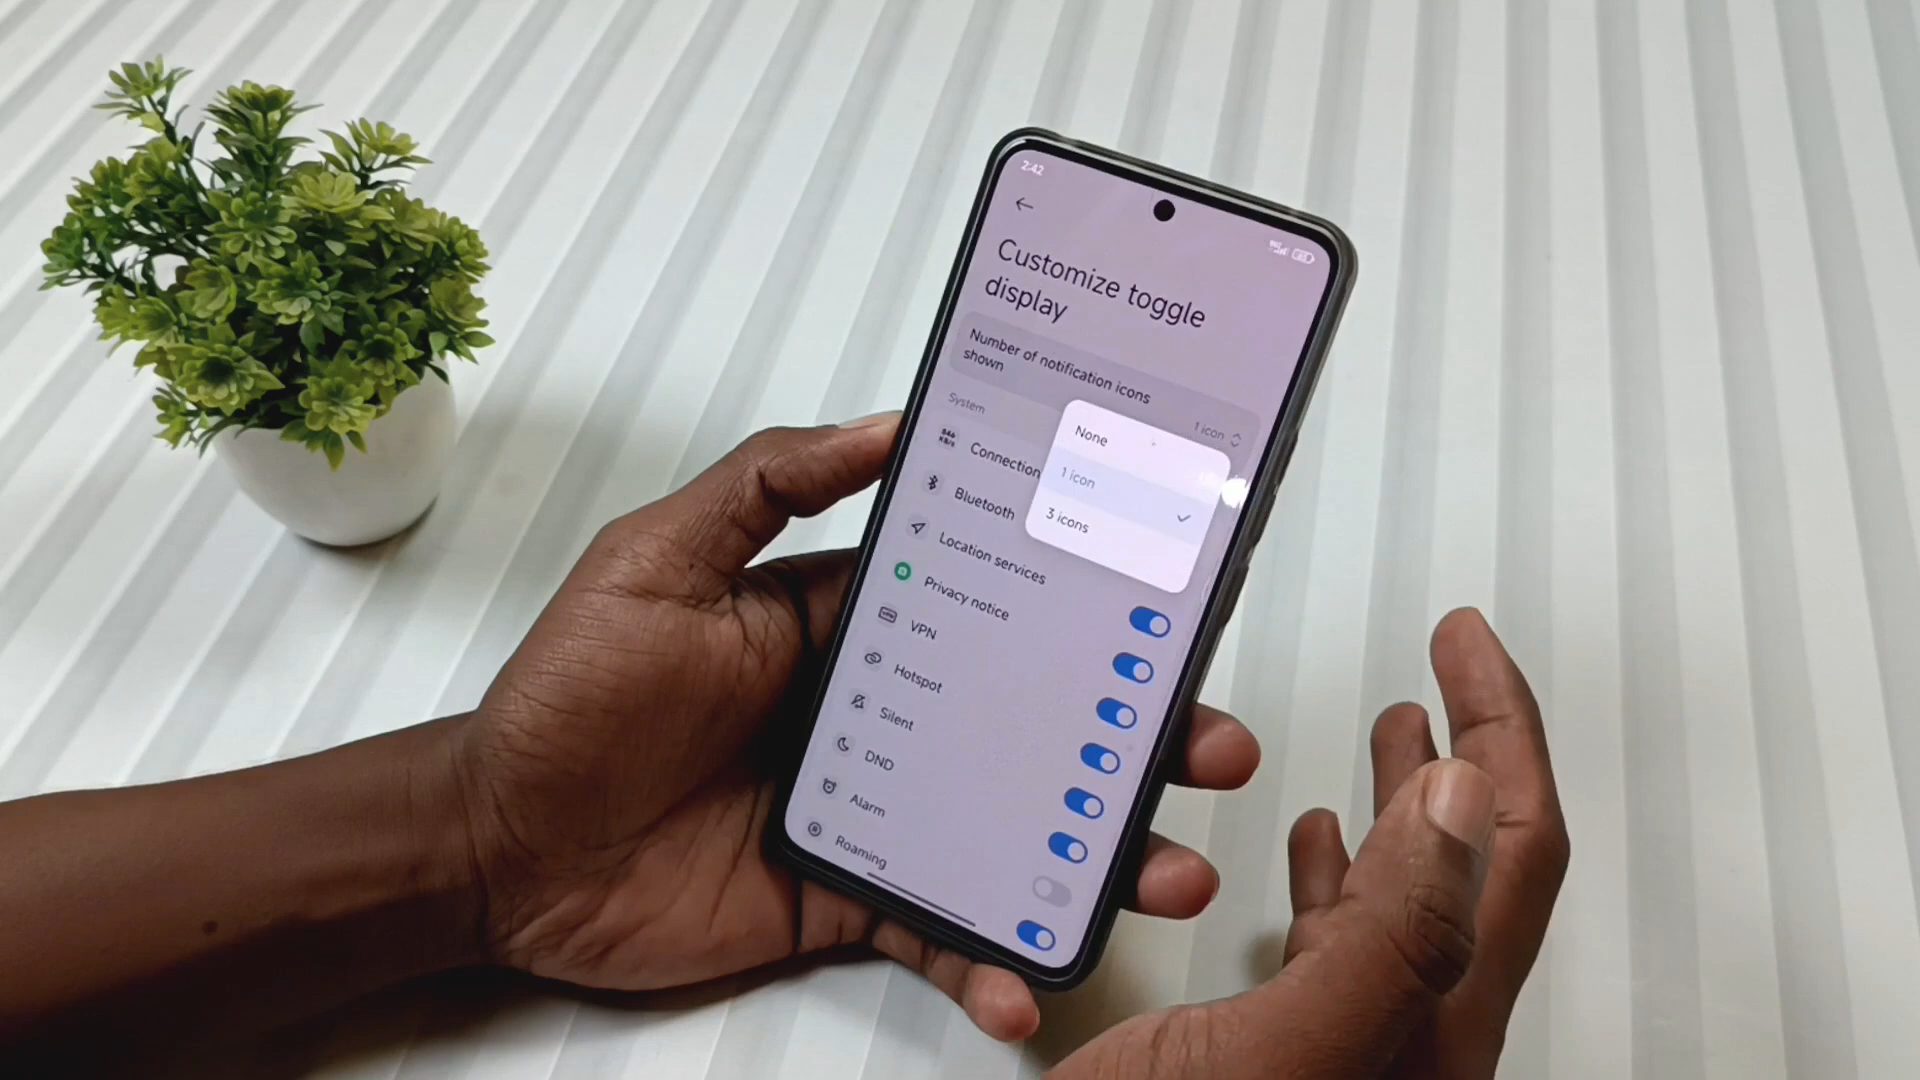 2:42
Customize toggle
display
Number of notification icons
shown
1 icon
System
None
1 icon
3 icons
Connection
Bluetooth
Location services
Privacy notice
VPN
Hotspot
Silent
DND
Alarm
Roaming